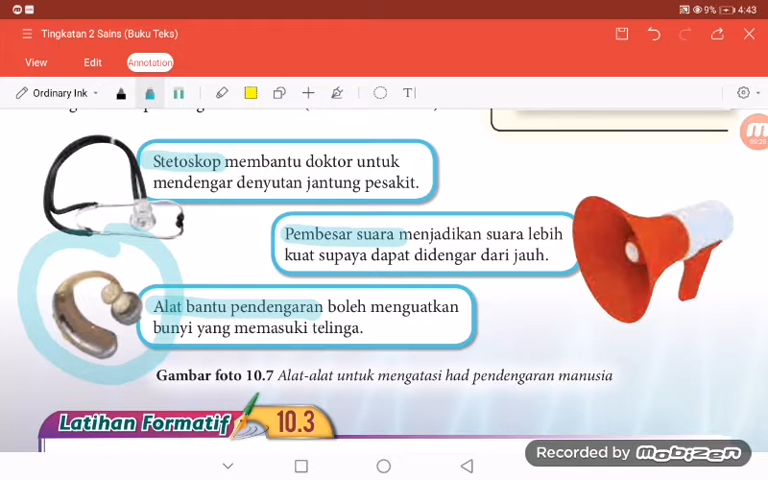 9% 4:43
Tingkatan 2 Sains (Buku Teks)
View Edit Annotation
Ordinary Ink T
Stetoskop membantu doktor untuk
mendengar denyutan jantung pesakit.
Pembesar suara menjadikan suara lebih
kuat supaya dapat didengar dari jauh.
Alat bantu pendengaran boleh menguatkan
bunyi yang memasuki telinga.
Gambar foto 10.7 Alat-alat untuk mengatasi had pendengaran manusia
Latihan Formatif 10.3
Recorded by MOBIZEN